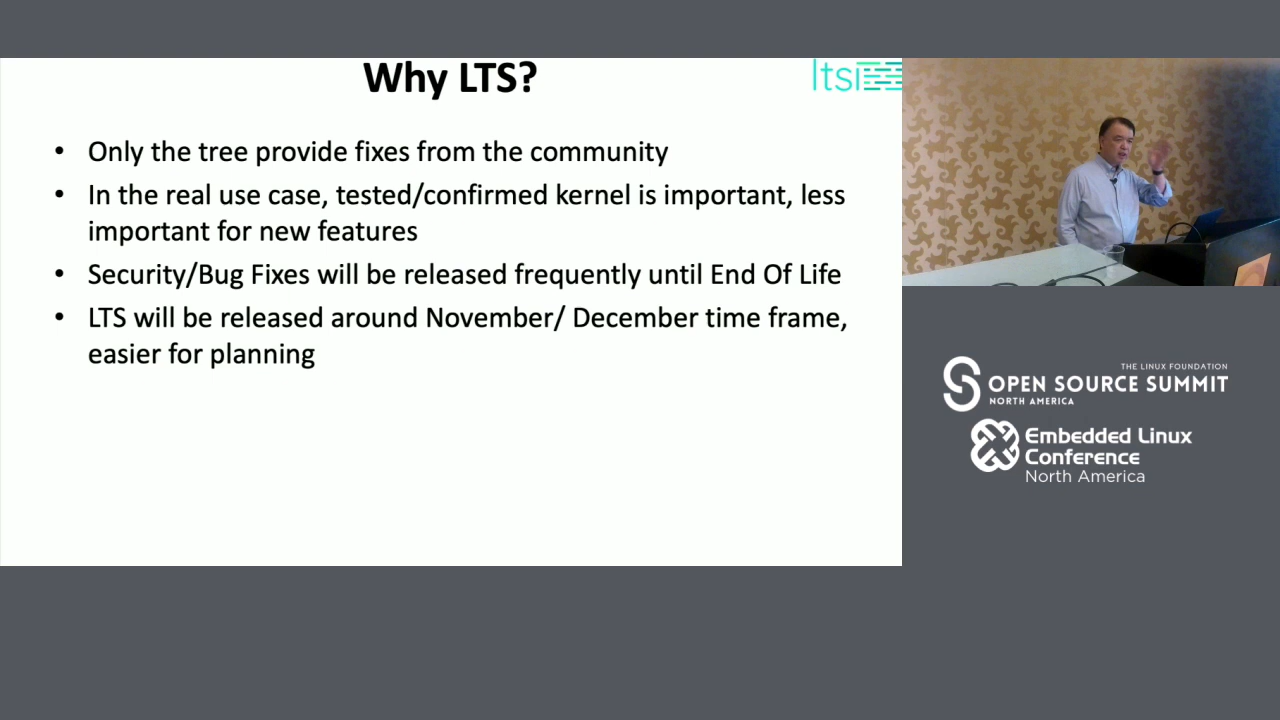 Why LTS?
ltsi
• Only the tree provide fixes from the community
• In the real use case, tested/confirmed kernel is important, less
important for new features
• Security/Bug Fixes will be released frequently until End Of Life
• LTS will be released around November/ December time frame,
easier for planning
THE LINUX FOUNDATION
OPEN SOURCE SUMMIT
NORTH AMERICA
Embedded Linux
Conference
North America